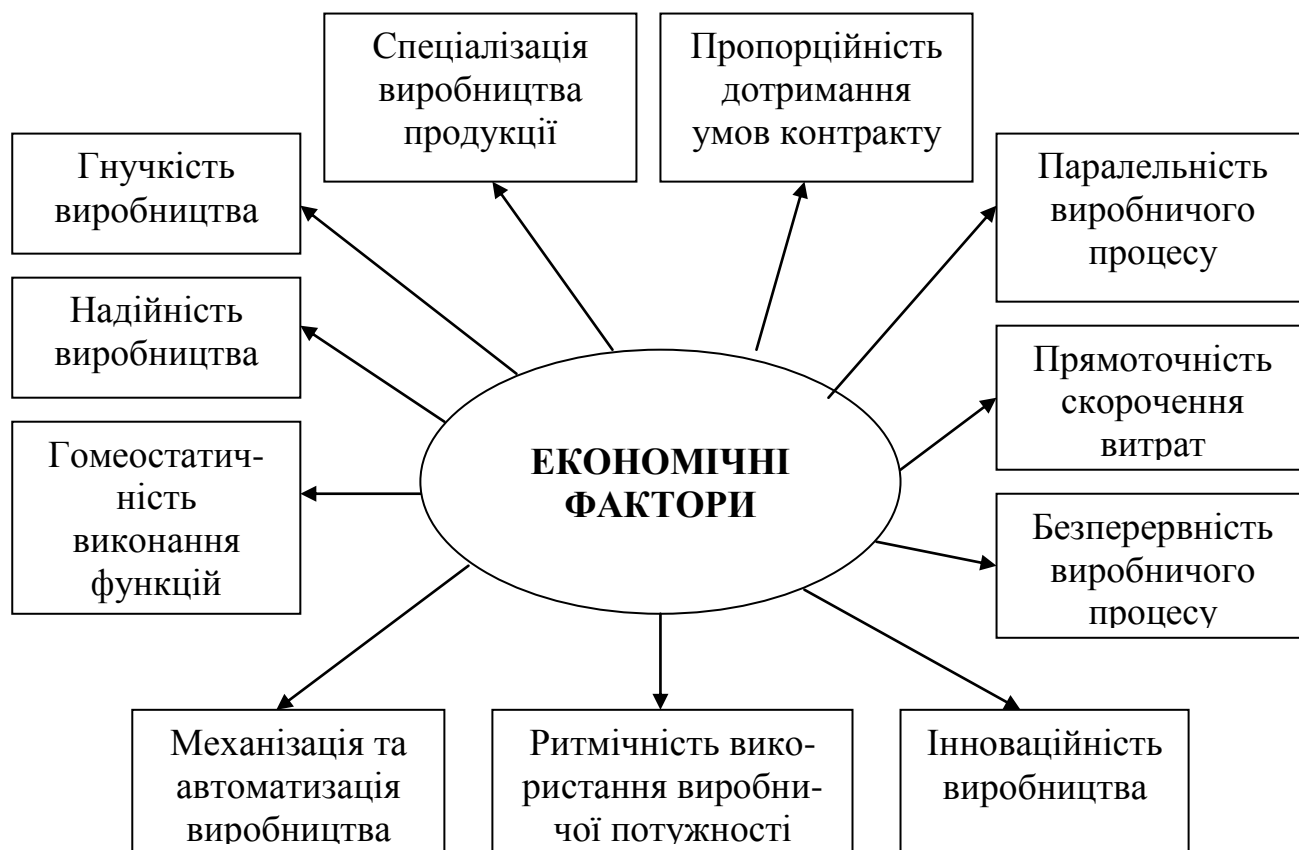 Спеціалізація
виробництва
продукції
Пропорційність
дотримання
умов контракту
Гнучкість
виробництва
Паралельність
виробничого
процесу
Надійність
виробництва
Прямоточність
скорочення
витрат
ЕКОНОМІЧНІ
ФАКТОРИ
Гомеостатич-
ність
виконання
функцій
Безперервність
виробничого
процесу
Механізація та
автоматизація
виробництва
Ритмічність вико-
ристання виробни-
чої потужності
Інноваційність
виробництва